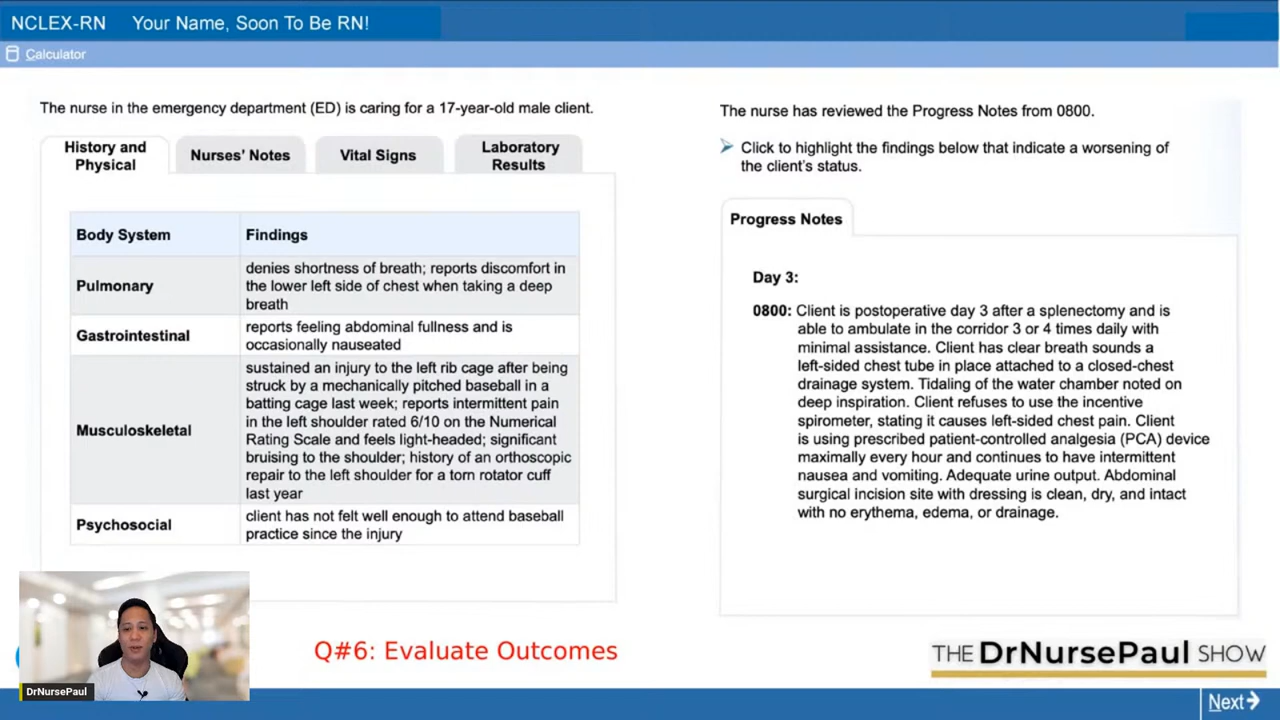 NCLEX-RN Your Name, Soon To Be RN!
Calculator
The nurse in the emergency department (ED) is caring for a 17-year-old male client.
History and
Physical
Nurses' Notes
Vital Signs
Laboratory
Results
Body System Findings
Pulmonary
denies shortness of breath; reports discomfort in
the lower left side of chest when taking a deep
breath
Gastrointestinal
reports feeling abdominal fullness and is
occasionally nauseated
Musculoskeletal
sustained an injury to the left rib cage after being
struck by a mechanically pitched baseball in a
batting cage last week; reports intermittent pain
in the left shoulder rated 6/10 on the Numerical
Rating Scale and feels light-headed; significant
bruising to the shoulder; history of an orthoscopic
repair to the left shoulder for a torn rotator cuff
last year
Psychosocial
client has not felt well enough to attend baseball
practice since the injury
The nurse has reviewed the Progress Notes from 0800.
Click to highlight the findings below that indicate a worsening of
the client's status.
Progress Notes
Day 3:
0800: Client is postoperative day 3 after a splenectomy and is
able to ambulate in the corridor 3 or 4 times daily with
minimal assistance. Client has clear breath sounds a
left-sided chest tube in place attached to a closed-chest
drainage system. Tidaling of the water chamber noted on
deep inspiration. Client refuses to use the incentive
spirometer, stating it causes left-sided chest pain. Client
is using prescribed patient-controlled analgesia (PCA) device
maximally every hour and continues to have intermittent
nausea and vomiting. Adequate urine output. Abdominal
surgical incision site with dressing is clean, dry, and intact
with no erythema, edema, or drainage.
Q#6: Evaluate Outcomes
THE DrNursePaul SHOW
DrNursePaul
Next